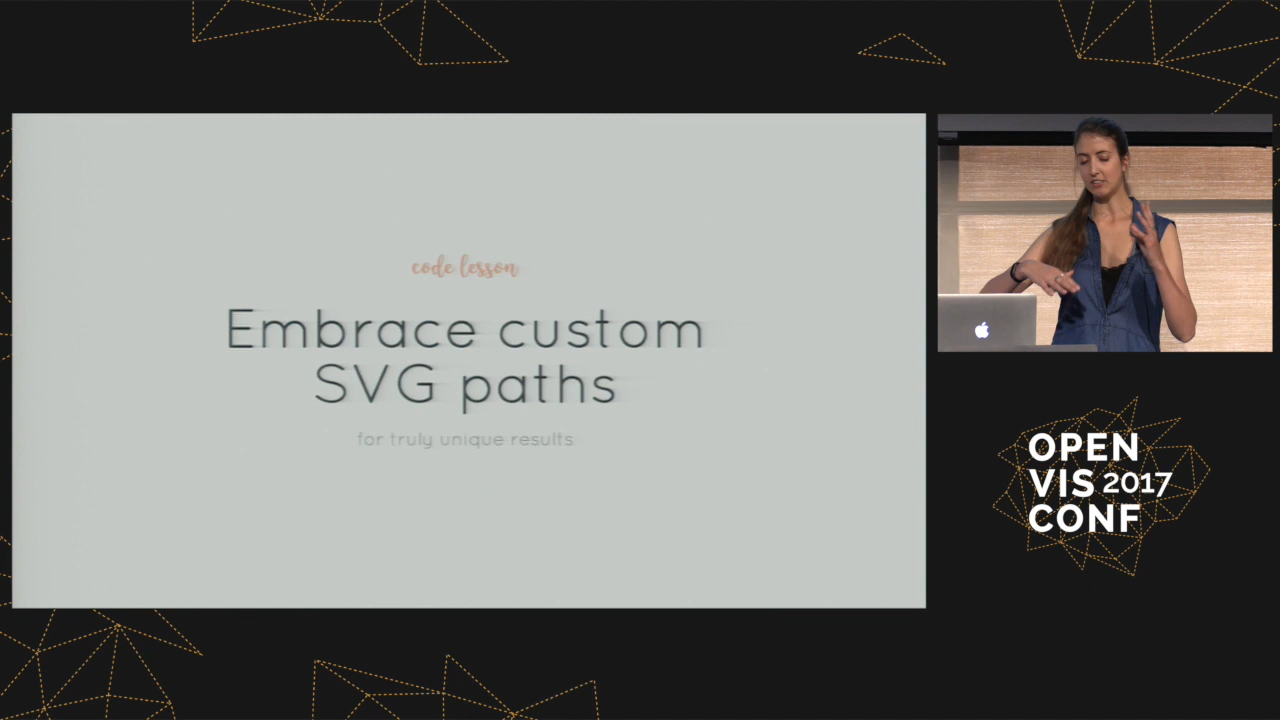 code lesson
Embrace custom
SVG paths
for truly unique results
OPEN
VIS 2017
CONF